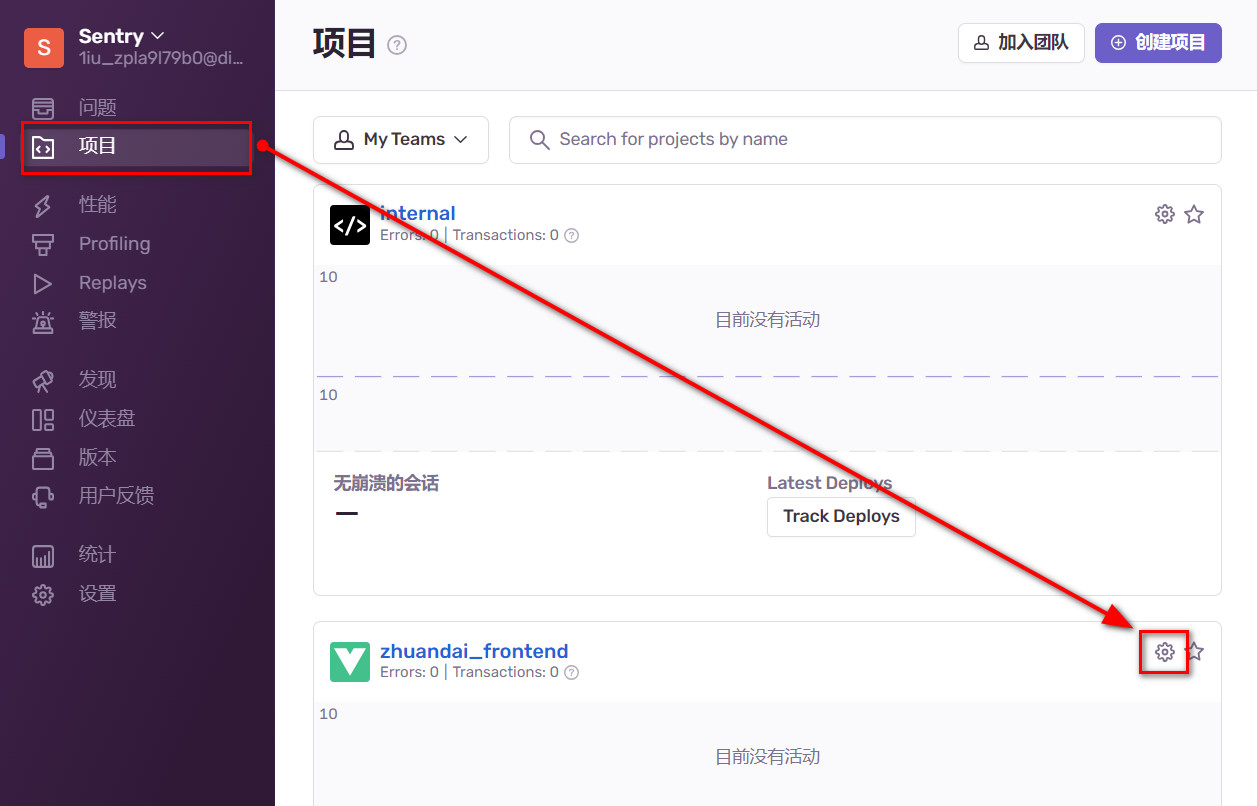 S
Sentry
1iu_zpla9l79b0@di...
问题
项目
性能
Profiling
Replays
警报
发现
仪表盘
版本
用户反馈
统计
设置
项目 ?
加入团队
创建项目
My Teams
Search for projects by name
</> internal
Errors: 0 | Transactions: 0 ?
10
目前没有活动
10
无崩溃的会话
—
Latest Deploys
Track Deploys
zhuandai_frontend
Errors: 0 | Transactions: 0 ?
10
目前没有活动